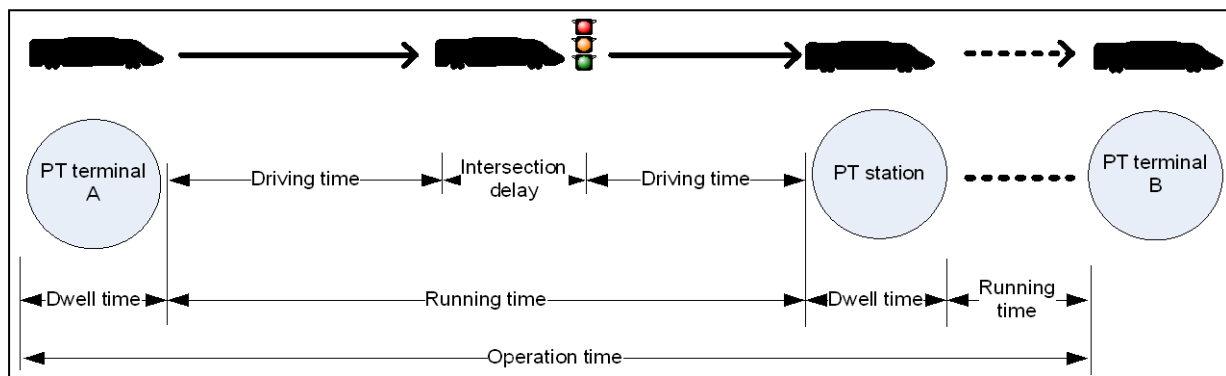 PT terminal
A
Driving time
Intersection
delay
Driving time
PT station
PT terminal
B
Dwell time
Running time
Dwell time
Running
time
Operation time